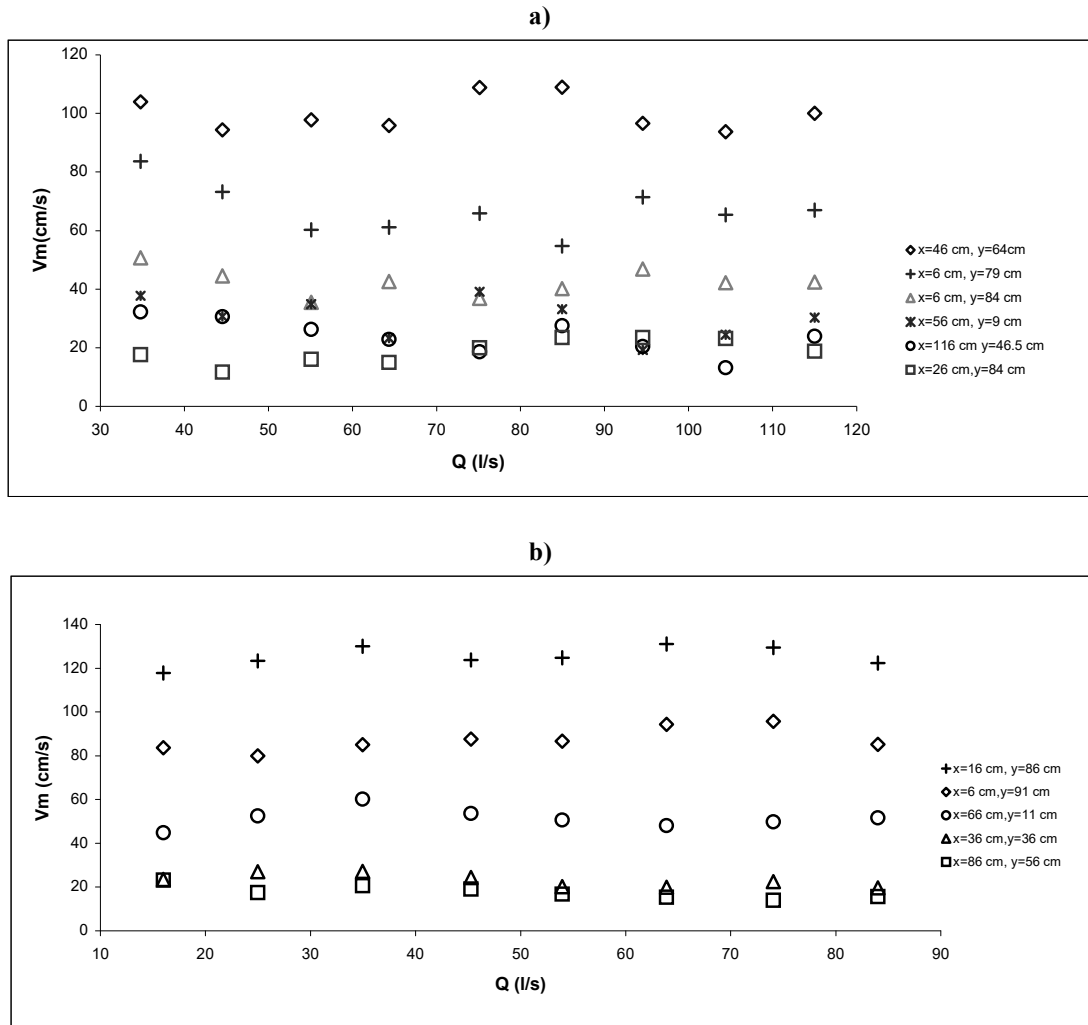 a)
120
100
80
60
40
20
0
Vm(cm/s)
30 40 50 60 70 80 90 100 110 120
Q (l/s)
x=46 cm, y=64cm
x=6 cm, y=79 cm
x=6 cm, y=84 cm
x=56 cm, y=9 cm
x=116 cm y=46.5 cm
x=26 cm,y=84 cm
b)
140
120
100
80
60
40
20
0
Vm (cm/s)
10 20 30 40 50 60 70 80 90
Q (l/s)
x=16 cm, y=86 cm
x=6 cm,y=91 cm
x=66 cm,y=11 cm
x=36 cm,y=36 cm
x=86 cm, y=56 cm